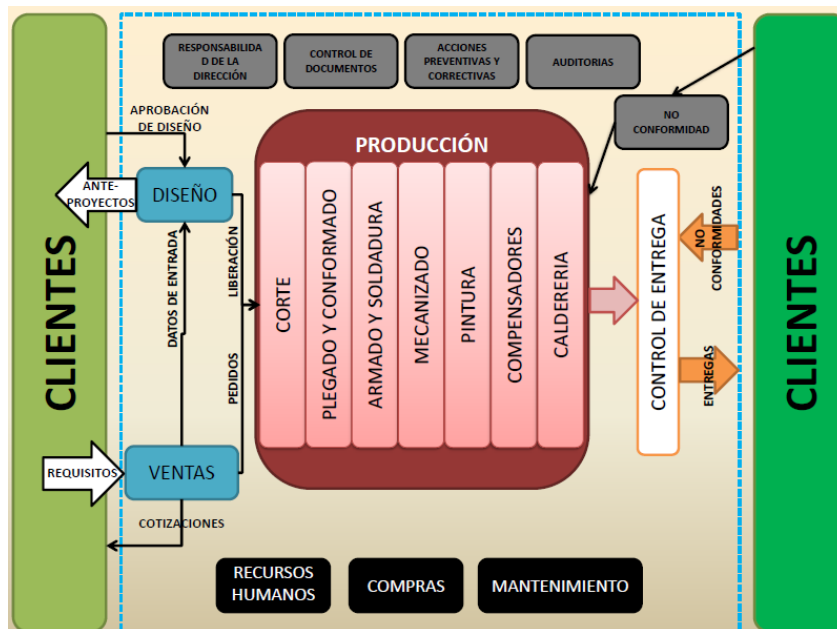 RESPONSABILIDA
D DE LA
DIRECCIÓN
CONTROL DE
DOCUMENTOS
ACCIONES
PREVENTIVAS Y
CORRECTIVAS
AUDITORIAS
NO
CONFORMIDAD
CLIENTES
APROBACIÓN
DE DISEÑO
ANTE-
PROYECTOS
DISEÑO
DATOS DE ENTRADA
LIBERACIÓN
PEDIDOS
REQUISITOS
VENTAS
COTIZACIONES
PRODUCCIÓN
CORTE
PLEGADO Y CONFORMADO
ARMADO Y SOLDADURA
MECANIZADO
PINTURA
COMPENSADORES
CALDERERIA
CONTROL DE ENTREGA
NO
CONFORMIDADES
ENTREGAS
CLIENTES
RECURSOS
HUMANOS
COMPRAS
MANTENIMIENTO